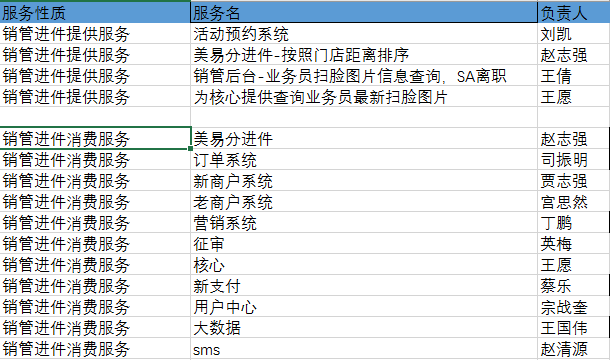 服务性质 服务名 负责人
销管进件提供服务 活动预约系统 刘凯
销管进件提供服务 美易分进件-按照门店距离排序 赵志强
销管进件提供服务 销管后台-业务员扫脸图片信息查询，SA离职 王倩
销管进件提供服务 为核心提供查询业务员最新扫脸图片 王愿
销管进件消费服务 美易分进件 赵志强
销管进件消费服务 订单系统 司振明
销管进件消费服务 新商户系统 贾志强
销管进件消费服务 老商户系统 宫思然
销管进件消费服务 营销系统 丁鹏
销管进件消费服务 征审 英梅
销管进件消费服务 核心 王愿
销管进件消费服务 新支付 蔡乐
销管进件消费服务 用户中心 宗战奎
销管进件消费服务 大数据 王国伟
销管进件消费服务 sms 赵清源